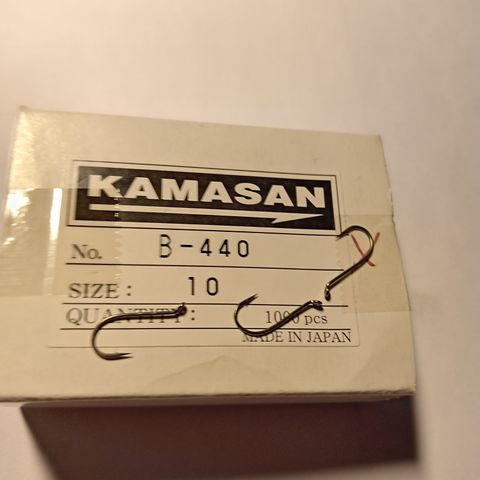 KAMASAN
No. B-440
SIZE: 10
QUANTITY: 1000 pcs
MADE IN JAPAN